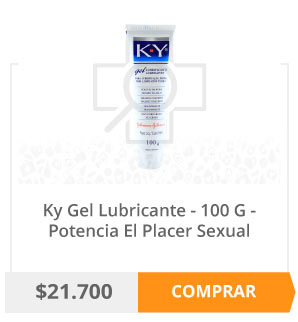 K-Y
gel
100 g
Ky Gel Lubricante - 100 G -
Potencia El Placer Sexual
$21.700
COMPRAR